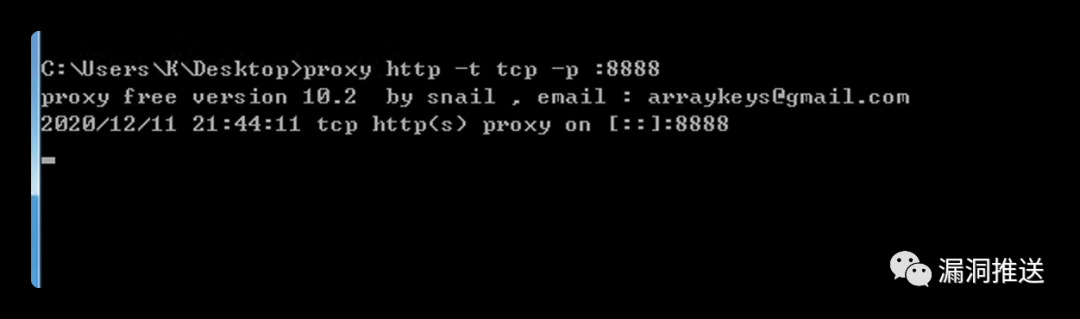 C:\Users\K\Desktop>proxy http -t tcp -p :8888
proxy free version 10.2  by snail , email : arraykeys@gmail.com
2020/12/11 21:44:11 tcp http(s) proxy on [::]:8888
漏洞推送